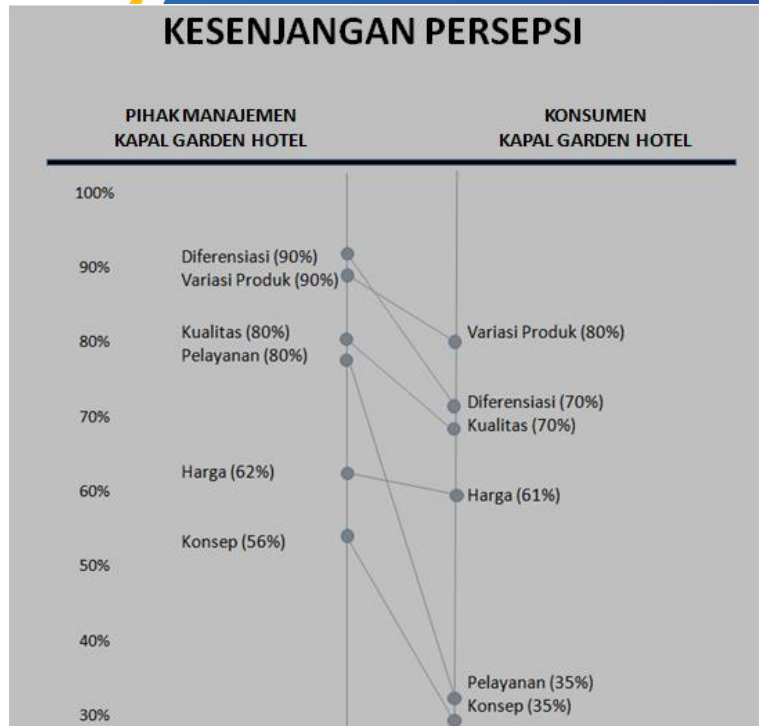 KESENJANGAN PERSEPSI
PIHAK MANAJEMEN
KAPAL GARDEN HOTEL
KONSUMEN
KAPAL GARDEN HOTEL
100%
90%
80%
70%
60%
50%
40%
30%
Diferensiasi (90%)
Variasi Produk (90%)
Kualitas (80%)
Pelayanan (80%)
Harga (62%)
Konsep (56%)
Variasi Produk (80%)
Diferensiasi (70%)
Kualitas (70%)
Harga (61%)
Pelayanan (35%)
Konsep (35%)